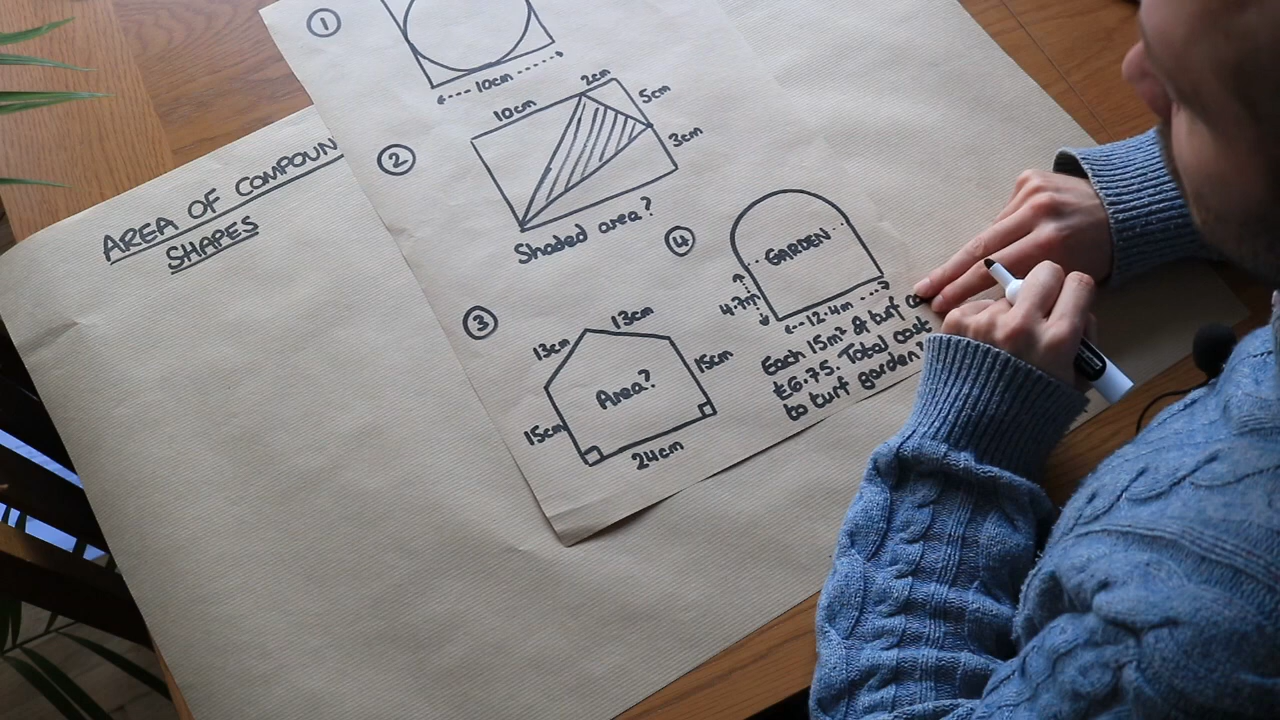 AREA OF COMPOUN
SHAPES
1
10cm
2
10cm
2cm
5cm
3cm
Shaded area?
3
13cm
13cm
15cm
15cm
24cm
Area?
4
GARDEN
4.7m
12.4m
Each 15m² of turf
£6.75. Total cost
to turf garden?